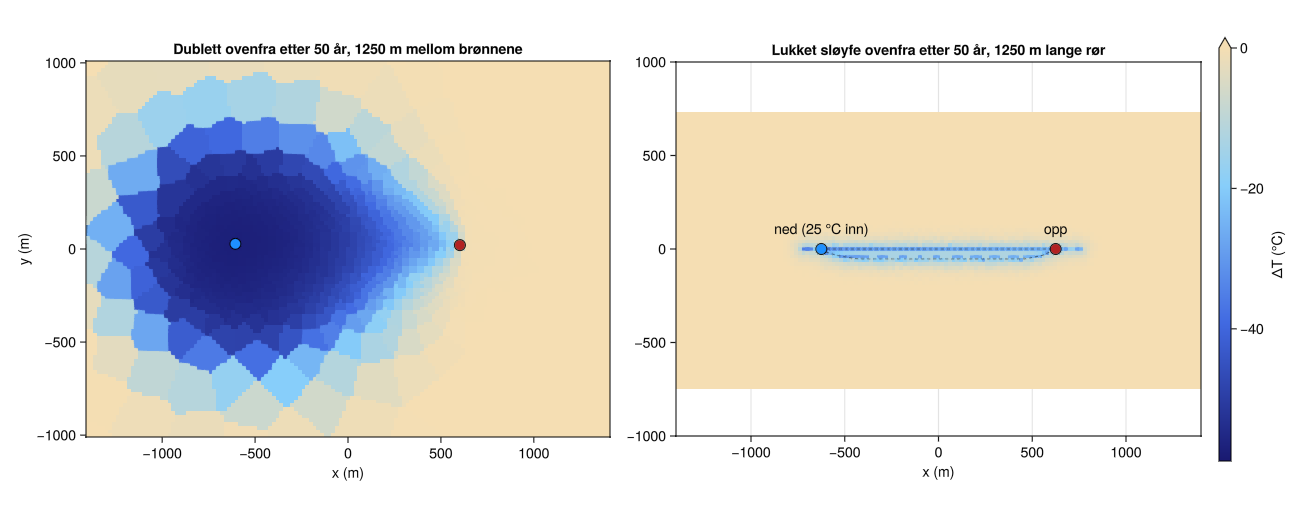 Dublett ovenfra etter 50 år, 1250 m mellom brønnene
1000
500
0
−500
−1000
y (m)
−1000
−500
0
500
1000
x (m)
Lukket sløyfe ovenfra etter 50 år, 1250 m lange rør
1000
500
0
−500
−1000
ned (25 °C inn)
opp
−1000
−500
0
500
1000
x (m)
0
−20
−40
ΔT (°C)